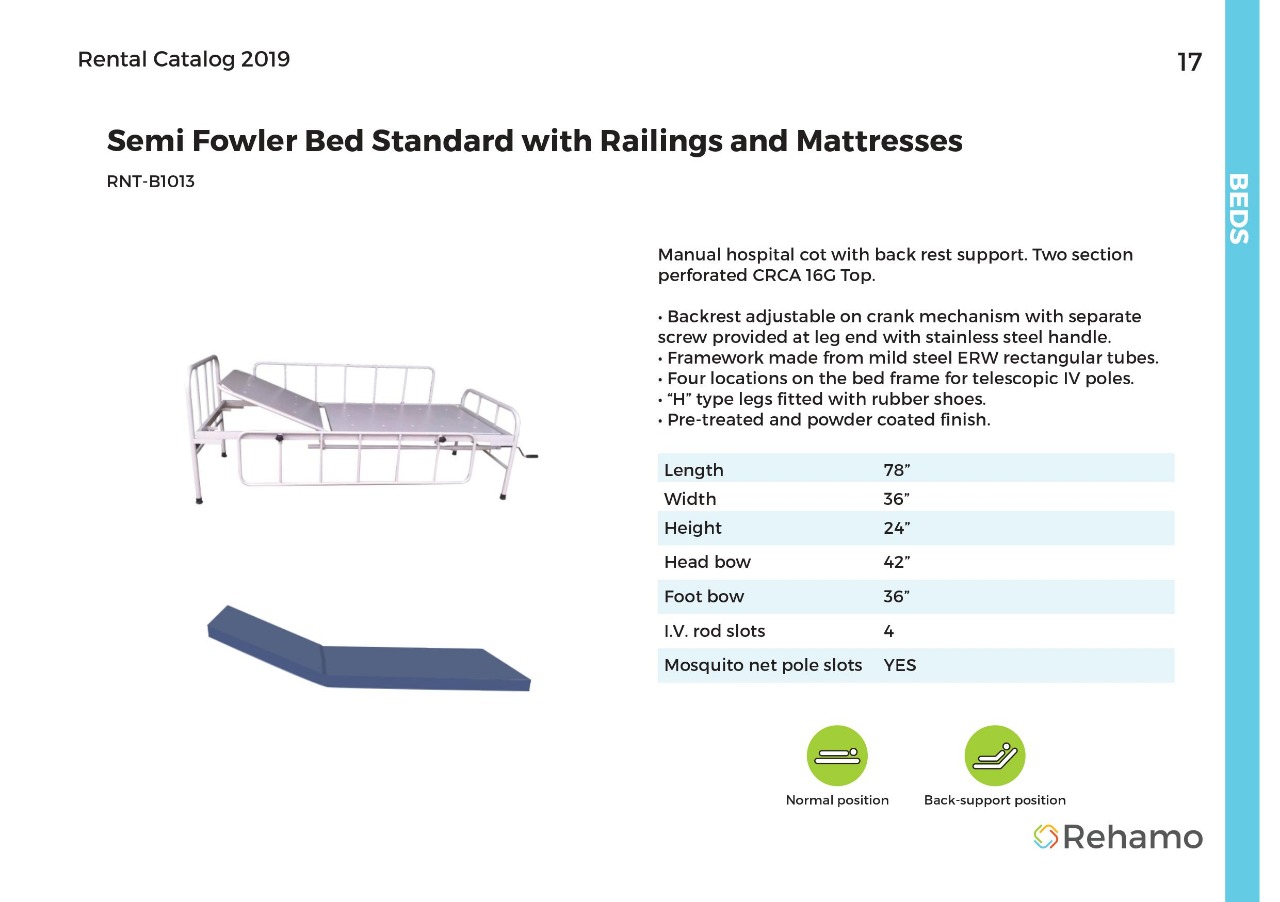 Rental Catalog 2019
17
Semi Fowler Bed Standard with Railings and Mattresses
RNT-B1013
BEDS
Manual hospital cot with back rest support. Two section
perforated CRCA 16G Top.
• Backrest adjustable on crank mechanism with separate
screw provided at leg end with stainless steel handle.
• Framework made from mild steel ERW rectangular tubes.
• Four locations on the bed frame for telescopic IV poles.
• “H” type legs fitted with rubber shoes.
• Pre-treated and powder coated finish.
Length 78”
Width 36”
Height 24”
Head bow 42”
Foot bow 36”
I.V. rod slots 4
Mosquito net pole slots YES
Normal position
Back-support position
Rehamo